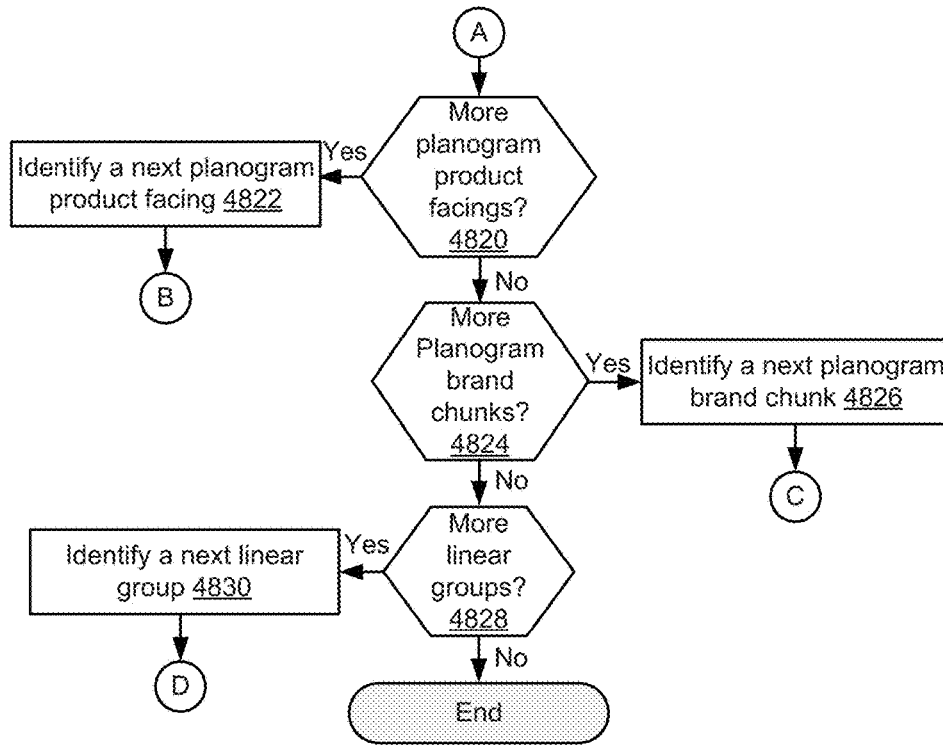 A
More
planogram
product
facings?
4820
Yes
Identify a next planogram
product facing 4822
B
No
More
Planogram
brand
chunks?
4824
Yes
Identify a next planogram
brand chunk 4826
C
No
More
linear
groups?
4828
Yes
Identify a next linear
group 4830
D
No
End